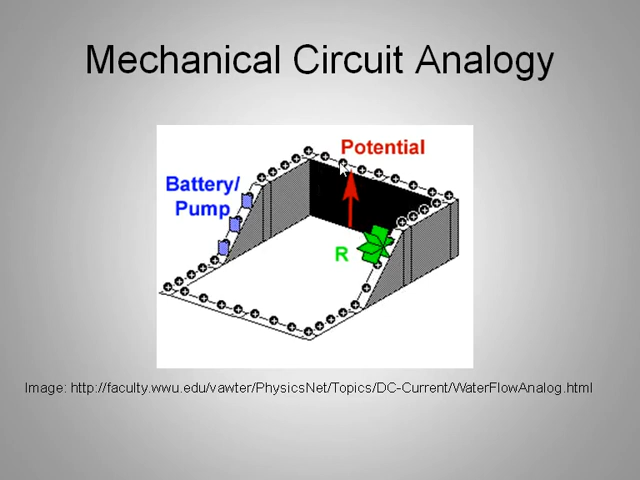 Mechanical Circuit Analogy
Potential
Battery/
Pump
R
Image: http://faculty.wwu.edu/vawter/PhysicsNet/Topics/DC-Current/WaterFlowAnalog.html